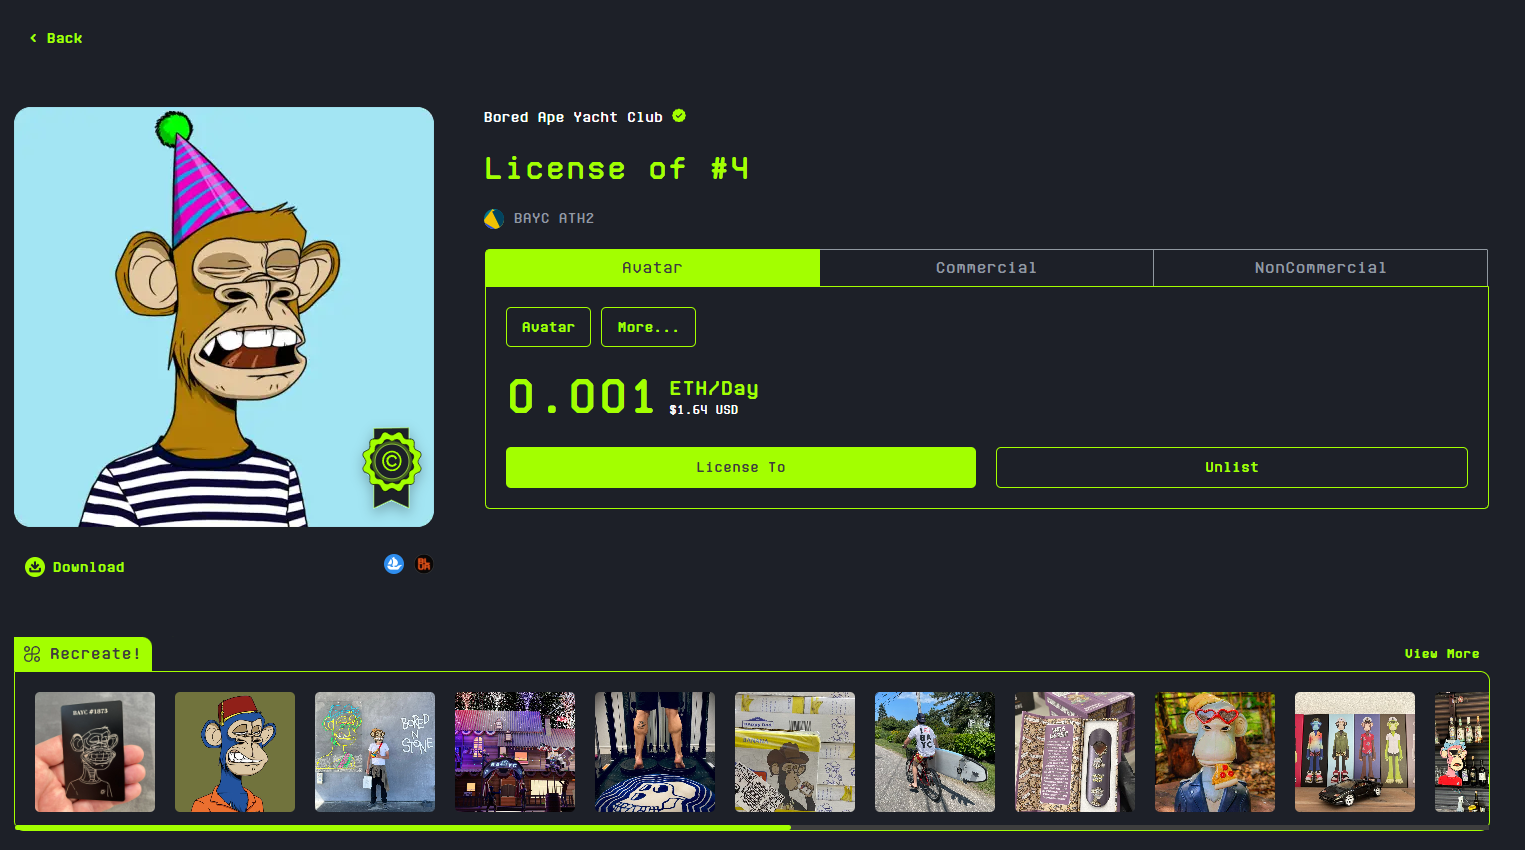 Back
Bored Ape Yacht Club
License of #4
BAYC ATH2
Avatar
Commercial
NonCommercial
Avatar
More...
0.001 ETH/Day
$1.64 USD
License To
Unlist
Download
Recreate!
View More
BAYC #1873
BORED
N
STONE